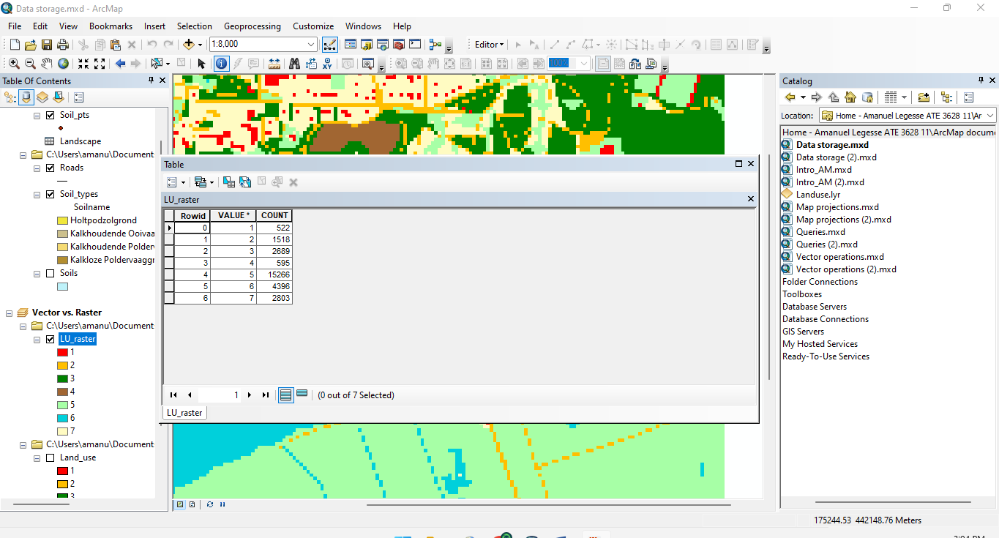 Data storage.mxd - ArcMap
File Edit View Bookmarks Insert Selection Geoprocessing Customize Windows Help
1:8,000
Editor
100%
Table Of Contents
Soil_pts
Landscape
C:\Users\amanu\Document
Roads
Soil_types
Soilname
Holtpodzolgrond
Kalkhoudende Ooivaa
Kalkhoudende Polder
Kalkloze Poldervaaggr
Soils
Vector vs. Raster
C:\Users\amanu\Document
LU_raster
1
2
3
4
5
6
7
C:\Users\amanu\Document
Land_use
1
2
3
Table
LU_raster
Rowid VALUE * COUNT
0 1 522
1 2 1518
2 3 2689
3 4 595
4 5 15266
5 6 4396
6 7 2803
1 (0 out of 7 Selected)
LU_raster
Catalog
Location: Home - Amanuel Legesse ATE 3628 11\Ar
Home - Amanuel Legesse ATE 3628 11\ArcMap docume
Data storage.mxd
Data storage (2).mxd
Intro_AM.mxd
Intro_AM (2).mxd
Landuse.lyr
Map projections.mxd
Map projections (2).mxd
Queries.mxd
Queries (2).mxd
Vector operations.mxd
Vector operations (2).mxd
Folder Connections
Toolboxes
Database Servers
Database Connections
GIS Servers
My Hosted Services
Ready-To-Use Services
175244.53 442148.76 Meters